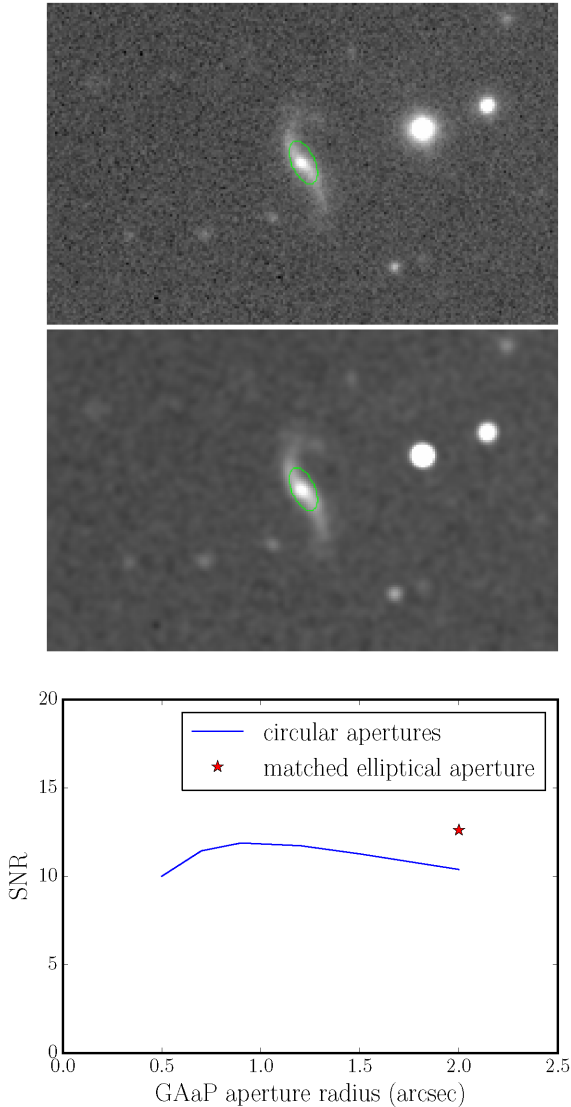 20
15
10
5
0
SNR
circular apertures
matched elliptical aperture
0.0 0.5 1.0 1.5 2.0 2.5
GAaP aperture radius (arcsec)